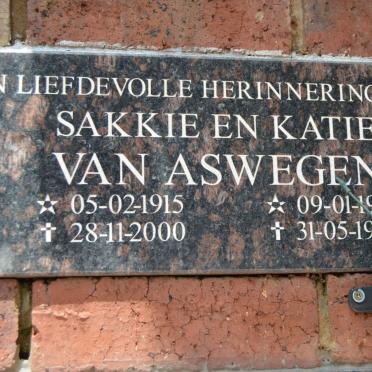 N LIEFDEVOLLE HERINNERING
SAKKIE EN KATIE
VAN ASWEGEN
☆ 05-02-1915 ☆ 09-01-19
✝ 28-11-2000 ✝ 31-05-19